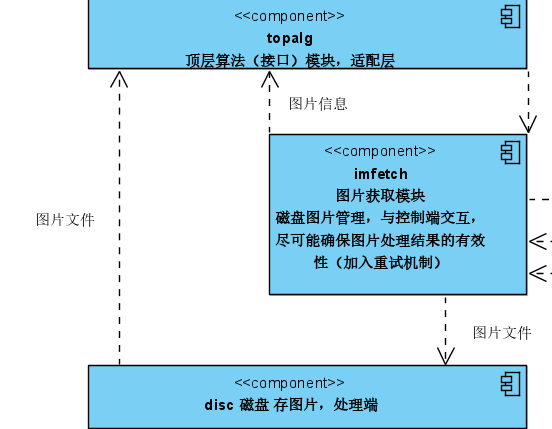 <<component>>
topalg
顶层算法（接口）模块，适配层
图片信息
<<component>>
imfetch
图片获取模块
磁盘图片管理，与控制端交互，
尽可能确保图片处理结果的有效
性（加入重试机制）
图片文件
图片文件
<<component>>
disc 磁盘 存图片，处理端